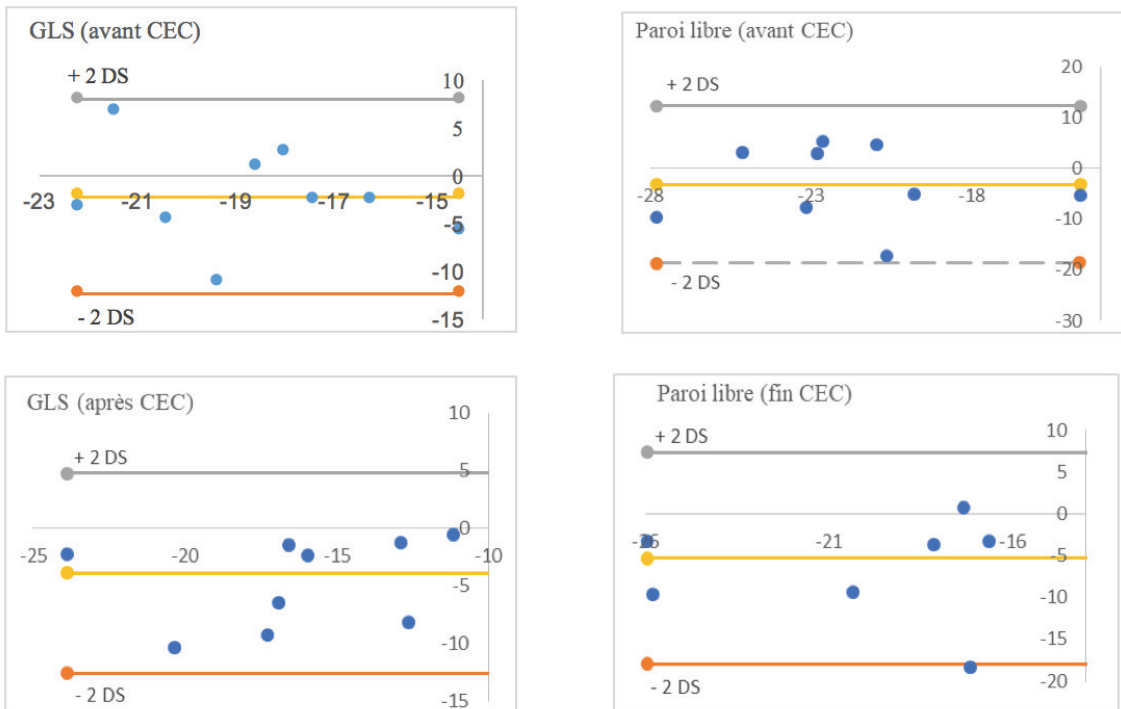 GLS (avant CEC)
+ 2 DS
10
5
0
-23 -21 -19 -17 -15
-5
-10
- 2 DS
-15
Paroi libre (avant CEC)
20
+ 2 DS
10
0
-28 -23 -18
-10
-20
- 2 DS
-30
GLS (après CEC)
10
+ 2 DS
5
0
-25 -20 -15 -10
-5
-10
- 2 DS
-15
Paroi libre (fin CEC)
10
+ 2 DS
5
0
-26 -21 -16
-5
-10
-15
- 2 DS
-20